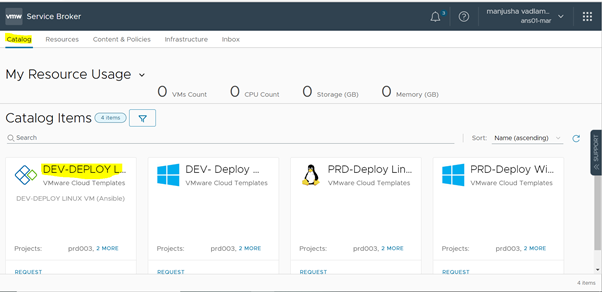 vmw Service Broker
3
manjusha vadlam...
ans01-mar
Catalog Resources Content & Policies Infrastructure Inbox
My Resource Usage
0 VMs Count 0 CPU Count 0 Storage (GB) 0 Memory (GB)
Catalog Items 4 items
Search
Sort: Name (ascending)
SUPPORT
DEV-DEPLOY L...
VMware Cloud Templates
DEV-DEPLOY LINUX VM (Ansible)
Projects: prd003, 2 MORE
REQUEST
DEV- Deploy ...
VMware Cloud Templates
Projects: prd003, 2 MORE
REQUEST
PRD-Deploy Lin...
VMware Cloud Templates
Projects: prd003, 2 MORE
REQUEST
PRD-Deploy Wi...
VMware Cloud Templates
Projects: prd003, 2 MORE
REQUEST
4 items